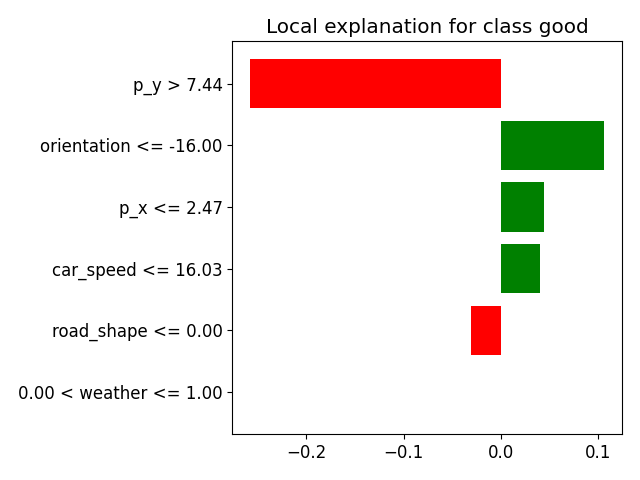 Local explanation for class good
p_y > 7.44
orientation <= -16.00
p_x <= 2.47
car_speed <= 16.03
road_shape <= 0.00
0.00 < weather <= 1.00
−0.2 −0.1 0.0 0.1